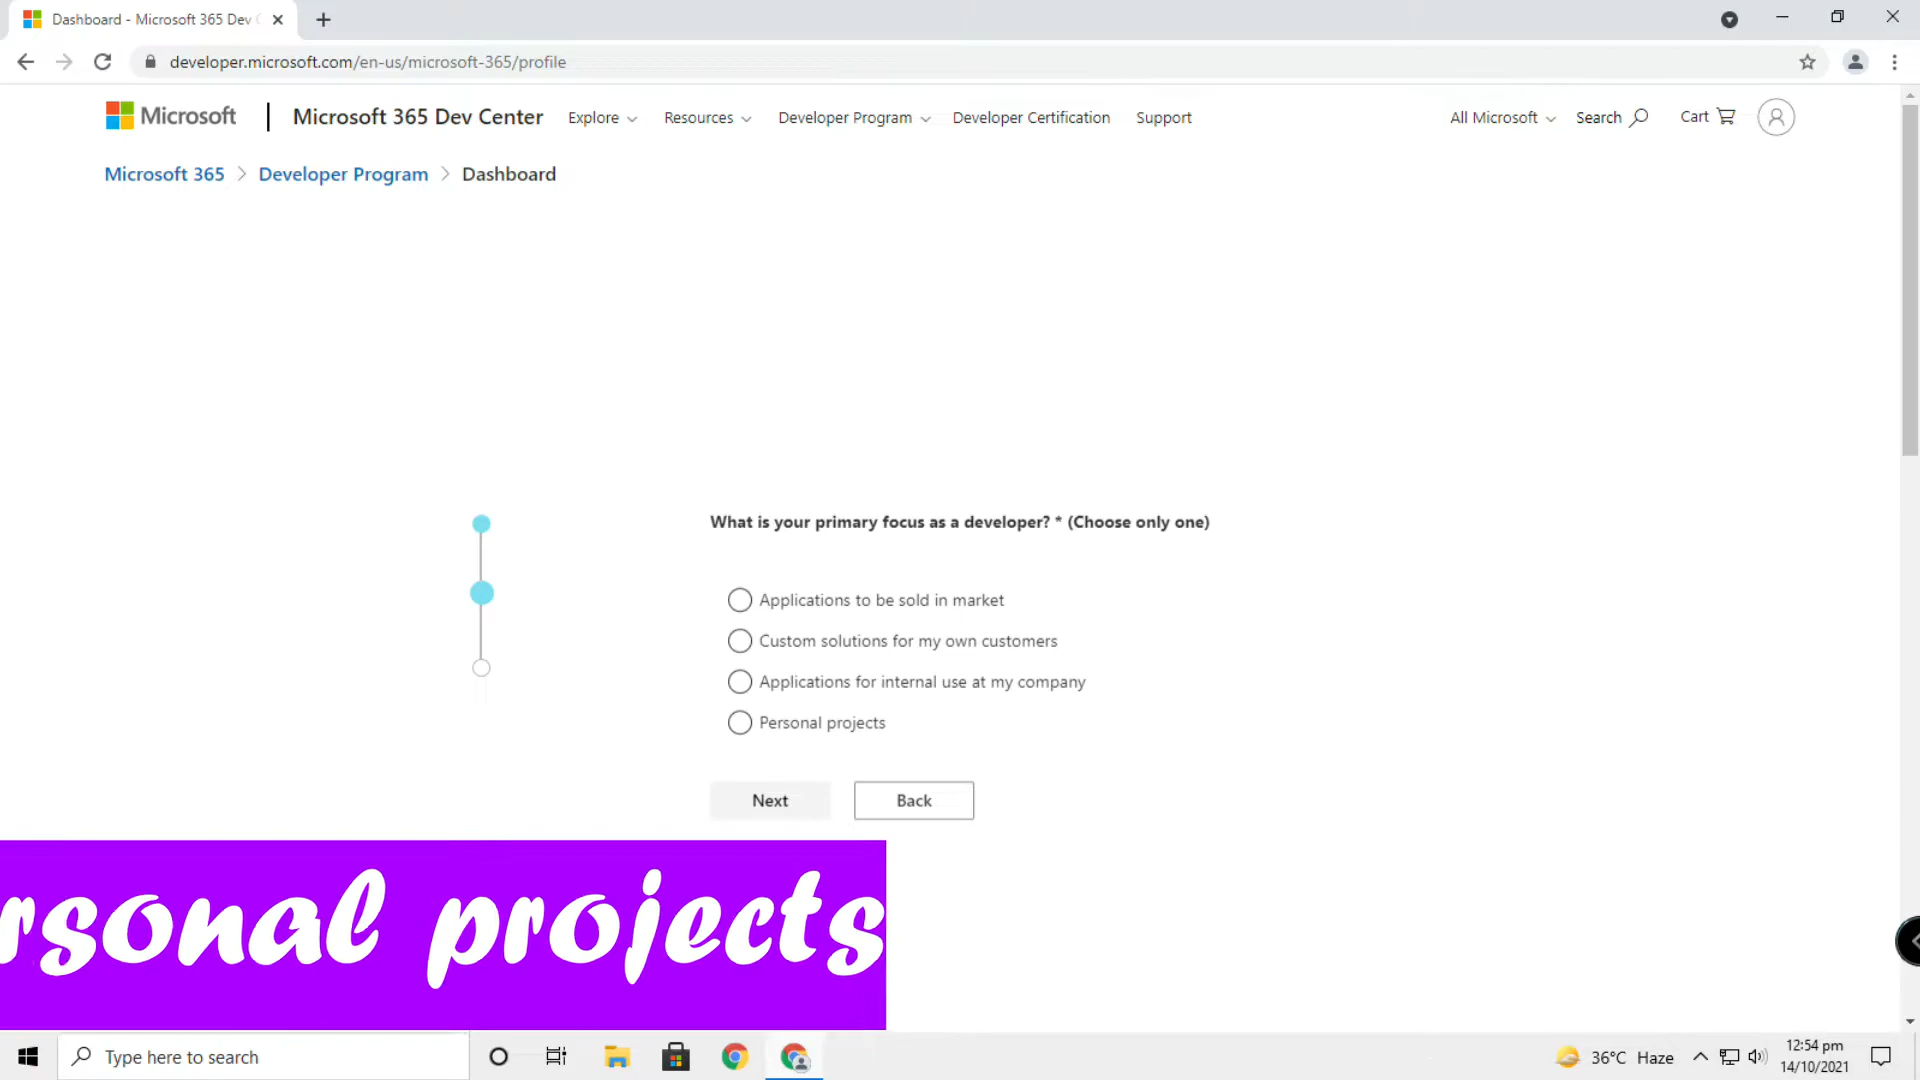 Dashboard - Microsoft 365 Dev
developer.microsoft.com/en-us/microsoft-365/profile
Microsoft Microsoft 365 Dev Center Explore Resources Developer Program Developer Certification Support All Microsoft Search Cart
Microsoft 365 > Developer Program > Dashboard
What is your primary focus as a developer? * (Choose only one)
Applications to be sold in market
Custom solutions for my own customers
Applications for internal use at my company
Personal projects
Next Back
rsonal projects
Type here to search
36°C Haze
12:54 pm
14/10/2021